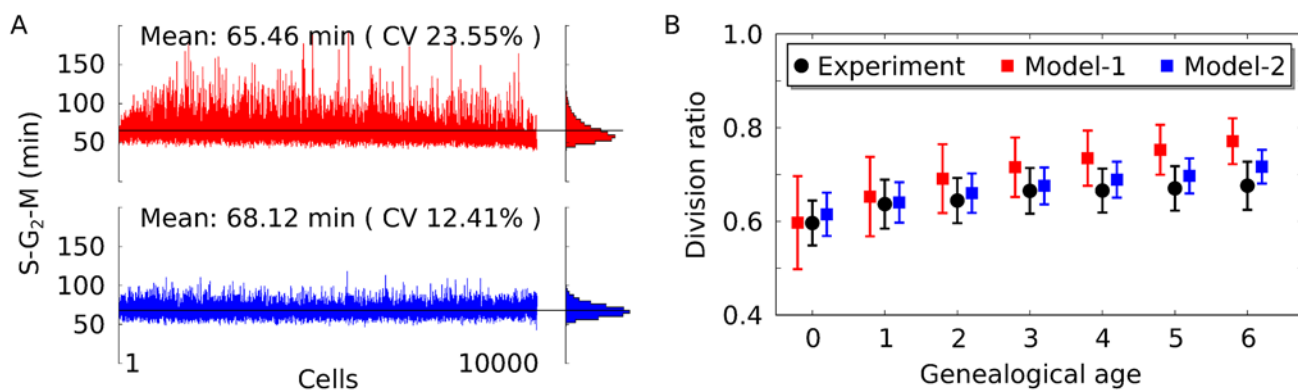 A
Mean: 65.46 min ( CV 23.55% )
150
100
50
Mean: 68.12 min ( CV 12.41% )
150
100
50
S-G₂-M (min)
1
10000
Cells
B
1.0
0.8
0.6
0.4
Division ratio
Experiment Model-1 Model-2
0 1 2 3 4 5 6
Genealogical age